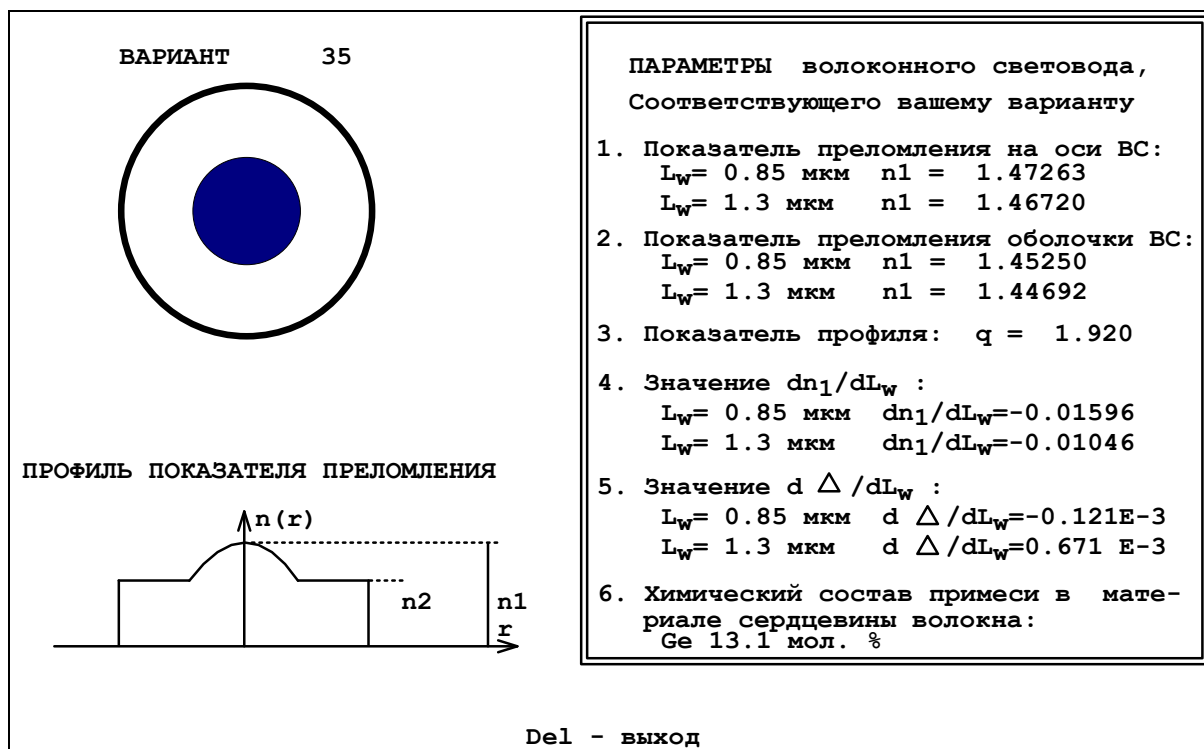 ВАРИАНТ 35
ПРОФИЛЬ ПОКАЗАТЕЛЯ ПРЕЛОМЛЕНИЯ
n(r)
n2
n1
r
ПАРАМЕТРЫ волоконного световода,
Соответствующего вашему варианту
1. Показатель преломления на оси ВС:
Lw= 0.85 мкм n1 = 1.47263
Lw= 1.3 мкм n1 = 1.46720
2. Показатель преломления оболочки ВС:
Lw= 0.85 мкм n1 = 1.45250
Lw= 1.3 мкм n1 = 1.44692
3. Показатель профиля: q = 1.920
4. Значение dn1/dLw :
Lw= 0.85 мкм dn1/dLw=-0.01596
Lw= 1.3 мкм dn1/dLw=-0.01046
5. Значение d △ /dLw :
Lw= 0.85 мкм d △ /dLw=-0.121E-3
Lw= 1.3 мкм d △ /dLw=0.671 E-3
6. Химический состав примеси в мате-
риале сердцевины волокна:
Ge 13.1 мол. %
Del - выход